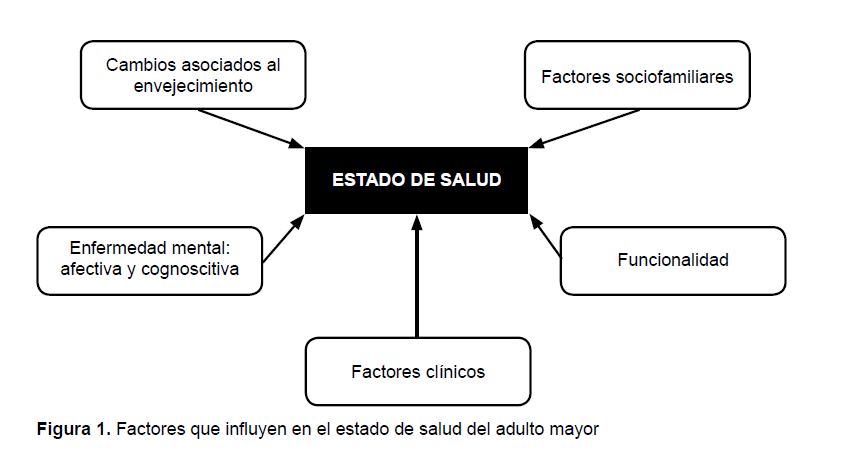 Cambios asociados al
envejecimiento
Factores sociofamiliares
ESTADO DE SALUD
Enfermedad mental:
afectiva y cognoscitiva
Funcionalidad
Factores clínicos
Figura 1. Factores que influyen en el estado de salud del adulto mayor